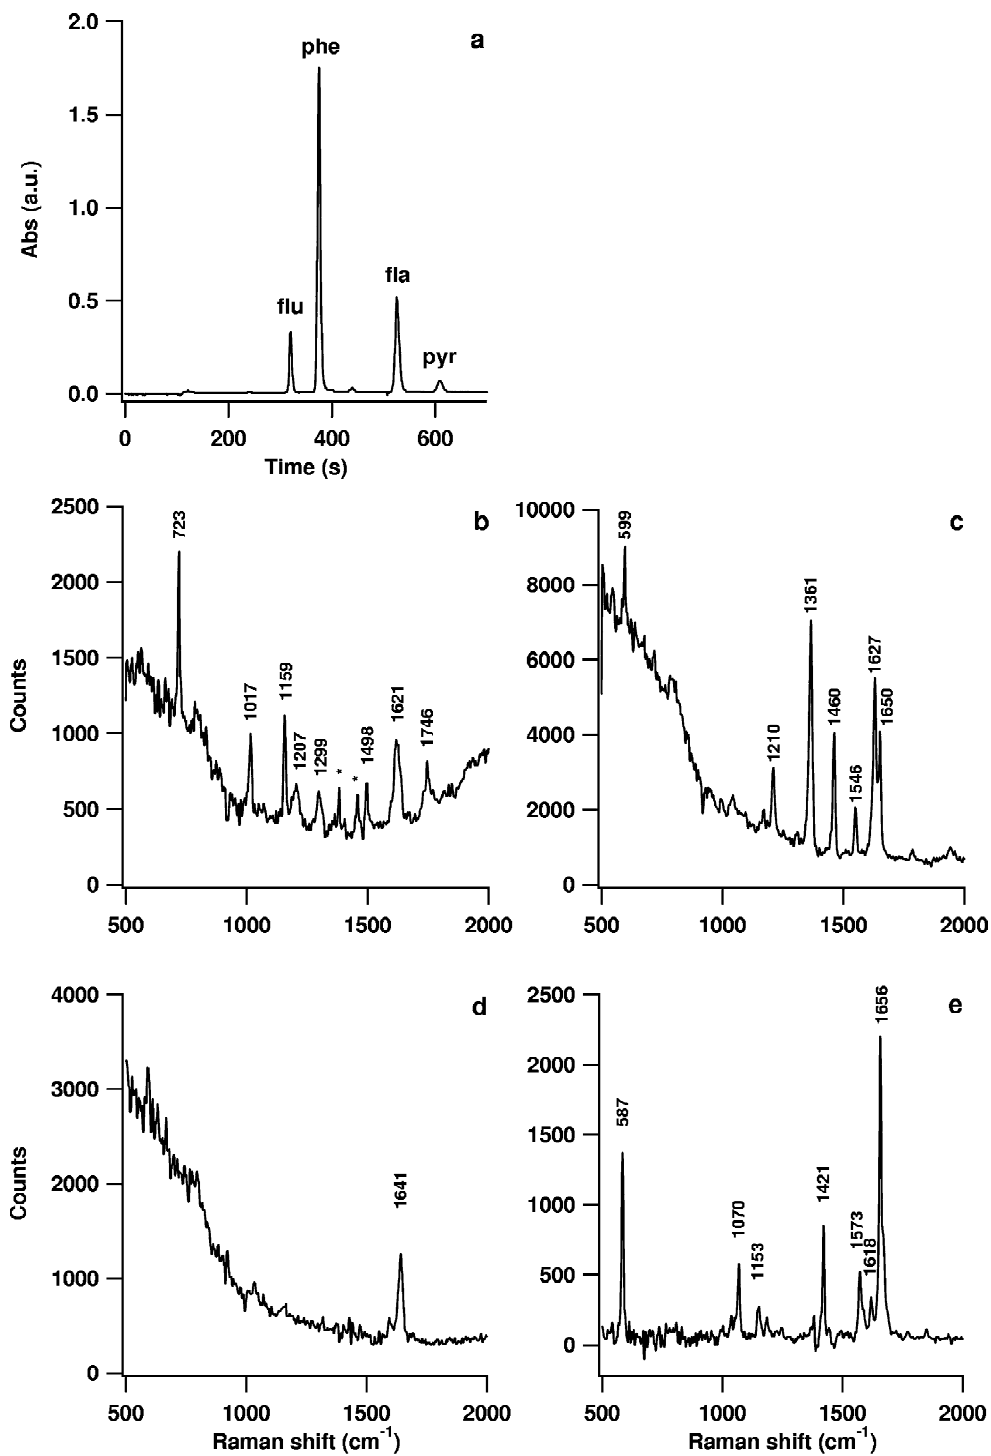 a
2.0
1.5
1.0
0.5
0.0
Abs (a.u.)
phe
flu
fla
pyr
0 200 400 600
Time (s)
b
2500
2000
1500
1000
500
0
Counts
723
1017
1159
1207
1299
*
*
1498
1621
1746
500 1000 1500 2000
c
10000
8000
6000
4000
2000
0
599
1210
1361
1460
1546
1627
1650
500 1000 1500 2000
d
4000
3000
2000
1000
0
Counts
1641
500 1000 1500 2000
Raman shift (cm⁻¹)
e
2500
2000
1500
1000
500
0
587
1070
1153
1421
1573
1618
1656
500 1000 1500 2000
Raman shift (cm⁻¹)